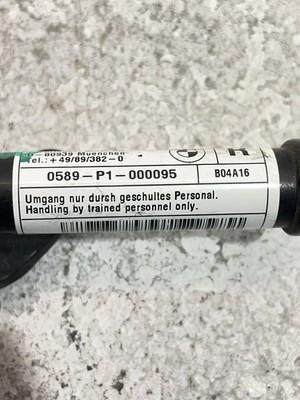 -80939 Muenchen
Tel.: +49/89/382-0
H
0589-P1-000095
B04A16
Umgang nur durch geschultes Personal.
Handling by trained personnel only.